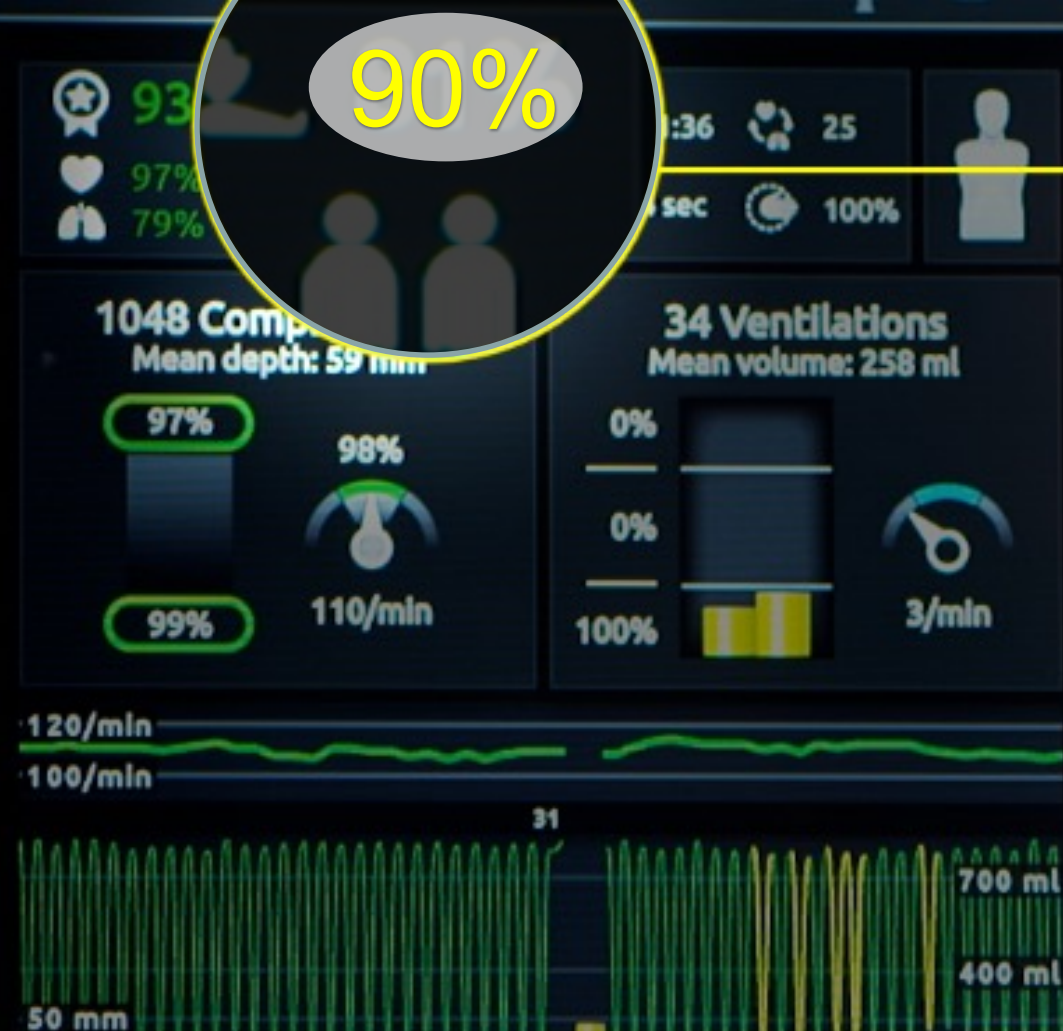 90%
93
97%
79%
:36
25
sec
100%
1048 Comp
Mean depth: 59 mm
97%
98%
99%
110/min
34 Ventilations
Mean volume: 258 ml
0%
0%
100%
3/min
120/min
100/min
31
700 ml
400 ml
50 mm